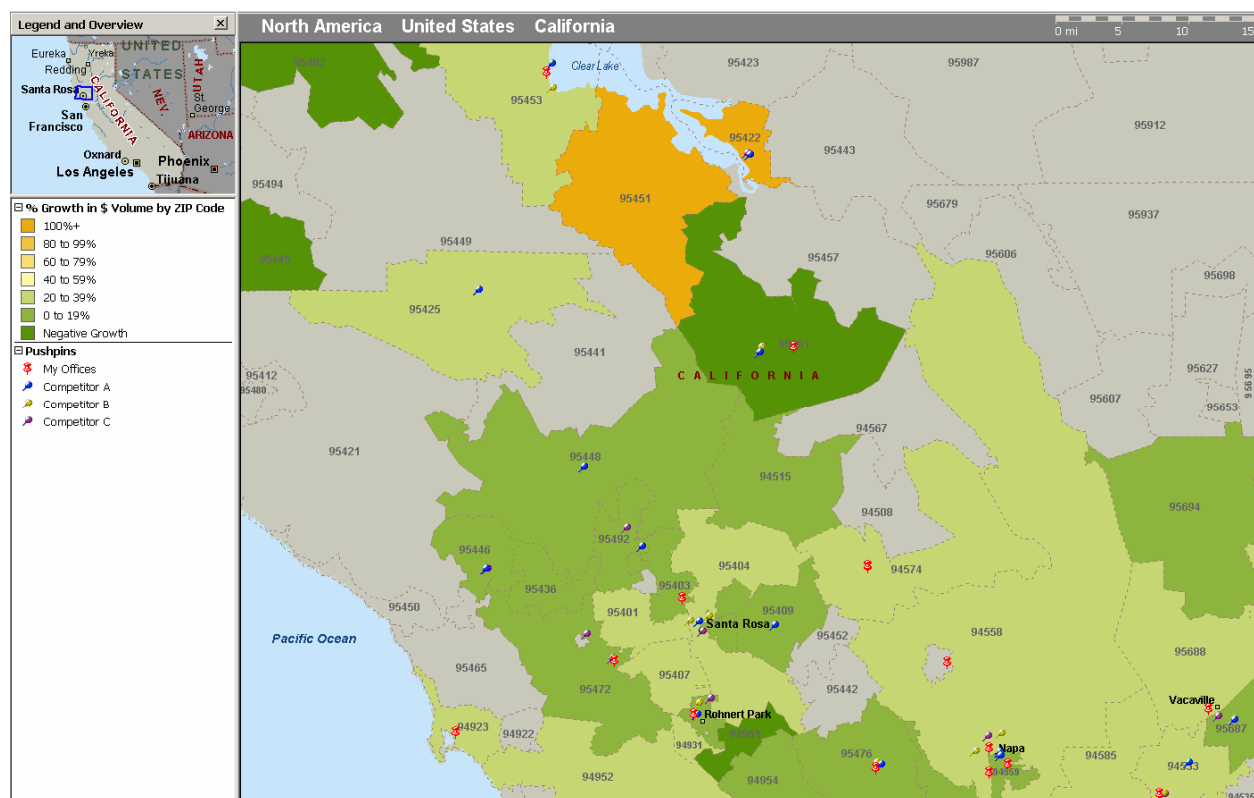 Legend and Overview
North America United States California
0 mi 5 10 15
UNITED
STATES
Eureka
Yreka
Redding
CALIFORNIA
NEV.
UTAH
St.
George
Santa Rosa
San
Francisco
ARIZONA
Oxnard
Phoenix
Los Angeles
Tijuana
% Growth in $ Volume by ZIP Code
100%+
80 to 99%
60 to 79%
40 to 59%
20 to 39%
0 to 19%
Negative Growth
Pushpins
My Offices
Competitor A
Competitor B
Competitor C
Clear Lake
95423
95987
95453
95422
95443
95912
95494
95451
95679
95937
95449
95457
95606
95445
95698
95425
95441
CALIFORNIA
95412
95480
95627
95695
95607
95653
95421
95448
94567
94515
94508
95694
95446
95492
95436
95403
95404
94574
95450
95401
95409
Santa Rosa
Pacific Ocean
95452
94558
95465
95407
95442
95688
95472
Vacaville
94923
94922
Rohnert Park
94931
94951
95687
95476
Napa
94559
94585
94533
94952
94954